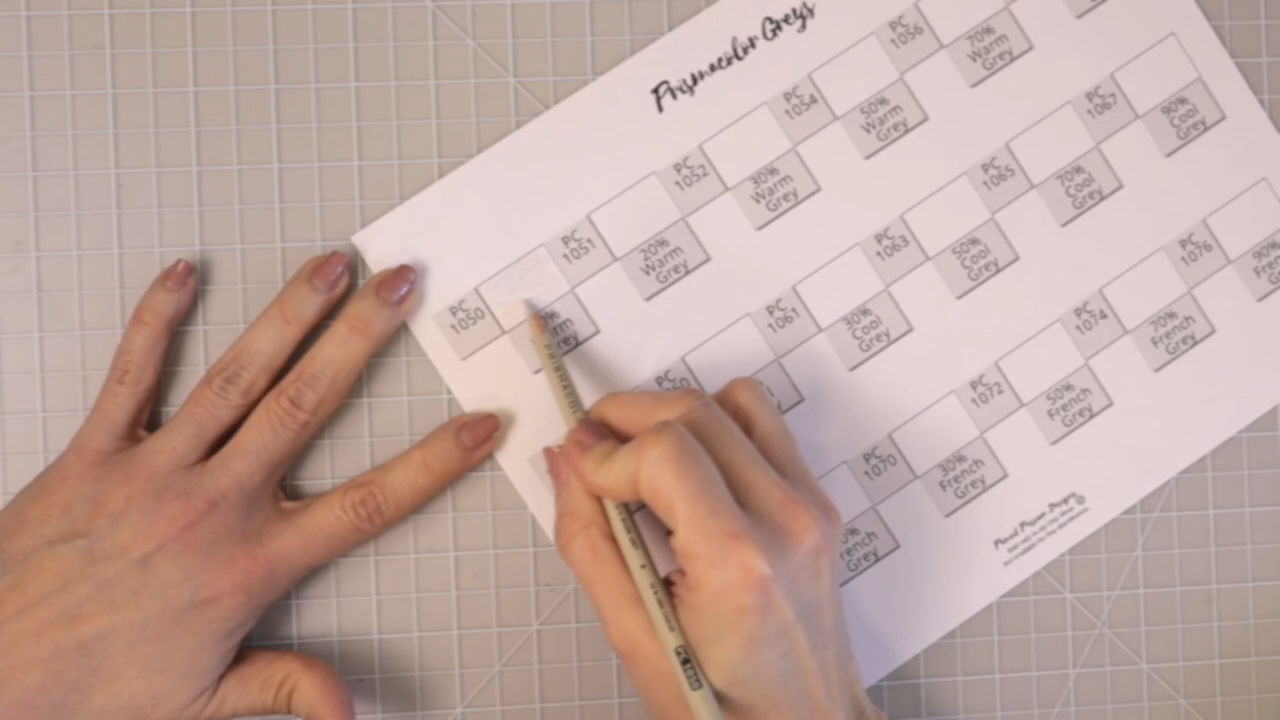 Prismacolor Greys
PC
1050
PC
1051
20%
Warm
Grey
PC
1052
30%
Warm
Grey
PC
1054
50%
Warm
Grey
PC
1056
70%
Warm
Grey
PC
1061
30%
Cool
Grey
PC
1063
50%
Cool
Grey
PC
1065
70%
Cool
Grey
PC
1067
90%
Cool
Grey
PC
1070
30%
French
Grey
PC
1072
50%
French
Grey
PC
1074
70%
French
Grey
PC
1076
90%